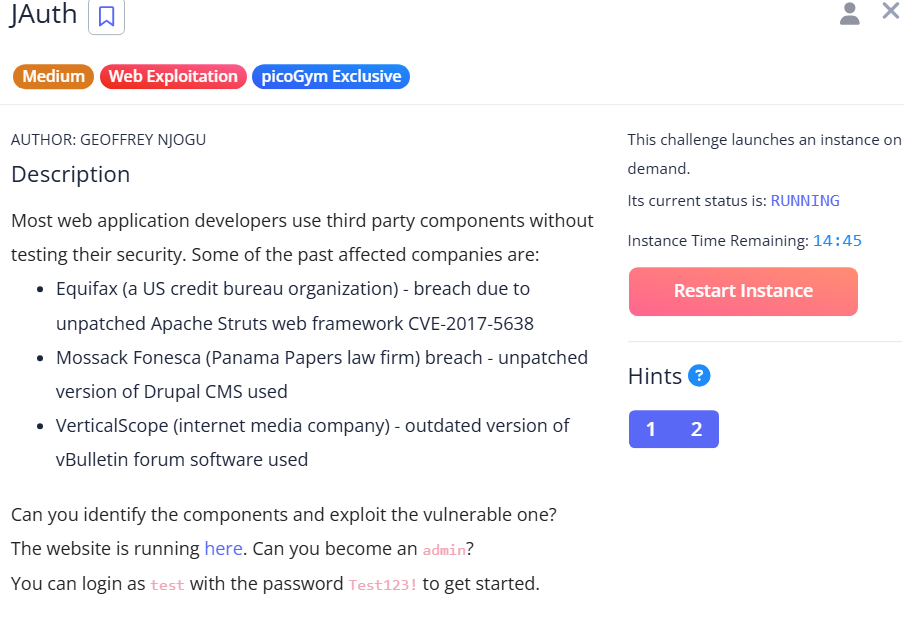 JAuth
Medium Web Exploitation picoGym Exclusive
AUTHOR: GEOFFREY NJOGU
Description
Most web application developers use third party components without
testing their security. Some of the past affected companies are:
• Equifax (a US credit bureau organization) - breach due to
unpatched Apache Struts web framework CVE-2017-5638
• Mossack Fonesca (Panama Papers law firm) breach - unpatched
version of Drupal CMS used
• VerticalScope (internet media company) - outdated version of
vBulletin forum software used
Can you identify the components and exploit the vulnerable one?
The website is running here. Can you become an admin?
You can login as test with the password Test123! to get started.
This challenge launches an instance on
demand.
Its current status is: RUNNING
Instance Time Remaining: 14:45
Restart Instance
Hints ?
1 2